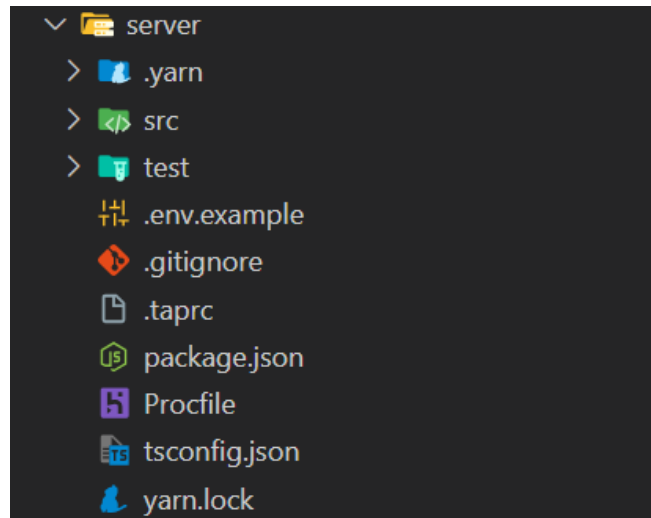 server
.yarn
src
test
.env.example
.gitignore
.taprc
package.json
Procfile
tsconfig.json
yarn.lock